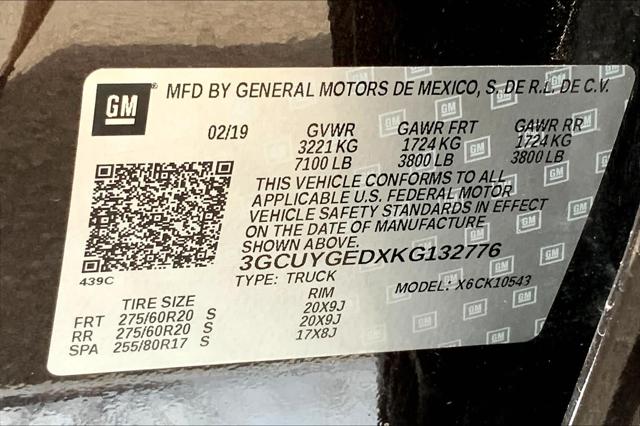 GM® MFD BY GENERAL MOTORS DE MEXICO, S, DE R.L, DE C.V.
02/19 GVWR GAWR FRT GAWR RR
3221 KG 1724 KG 1724 KG
7100 LB 3800 LB 3800 LB
THIS VEHICLE CONFORMS TO ALL
APPLICABLE U.S. FEDERAL MOTOR
VEHICLE SAFETY STANDARDS IN EFFECT
ON THE DATE OF MANUFACTURE
SHOWN ABOVE.
3GCUYGEDXKG132776
439C TYPE: TRUCK MODEL: X6CK10543
TIRE SIZE RIM
FRT 275/60R20 S 20X9J
RR 275/60R20 S 20X9J
SPA 255/80R17 S 17X8J